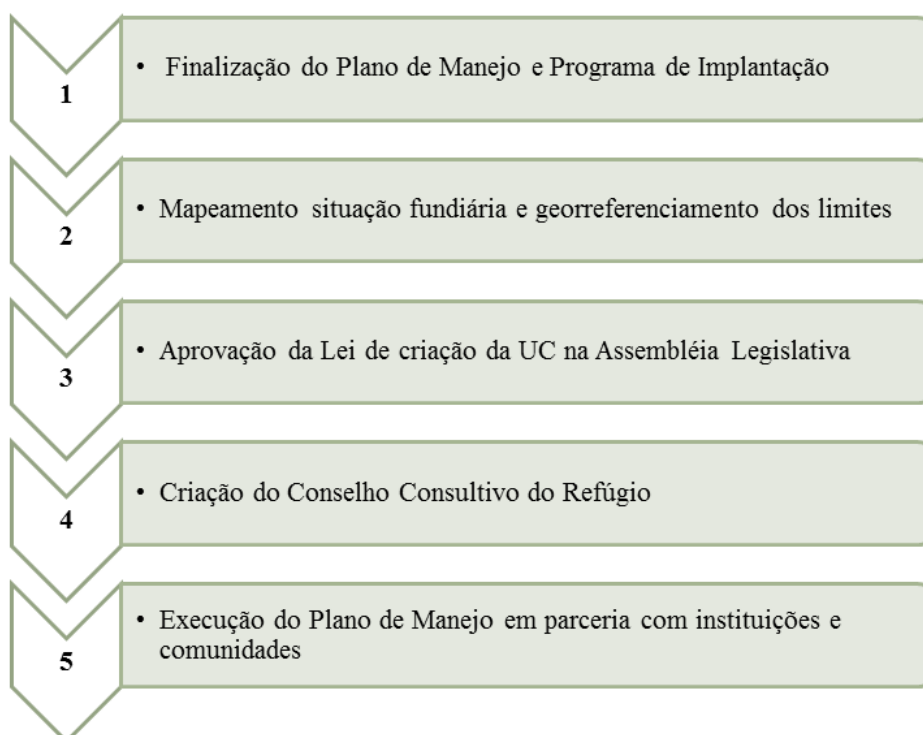 1
• Finalização do Plano de Manejo e Programa de Implantação
2
• Mapeamento situação fundiária e georreferenciamento dos limites
3
• Aprovação da Lei de criação da UC na Assembléia Legislativa
4
• Criação do Conselho Consultivo do Refúgio
5
• Execução do Plano de Manejo em parceria com instituições e
comunidades